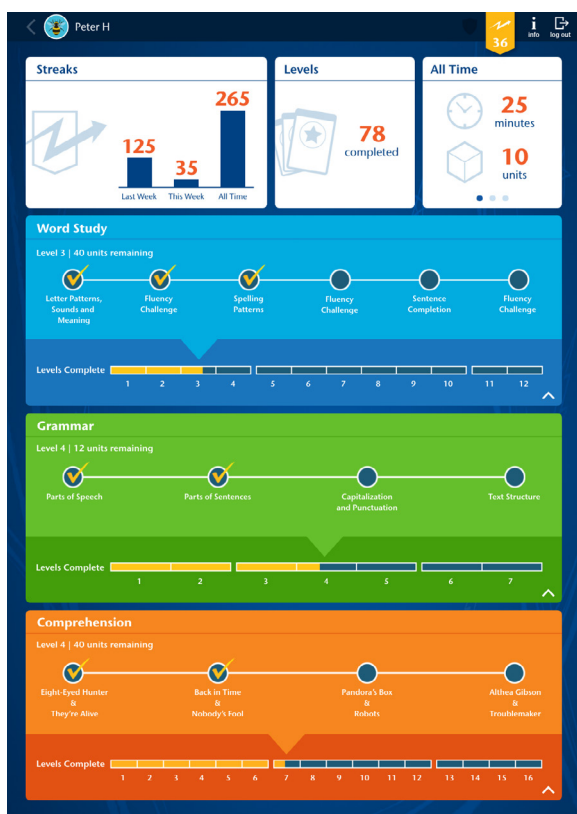 Peter H
36
info
log out
Streaks
265
125
35
Last Week
This Week
All Time
Levels
78
completed
All Time
25
minutes
10
units
Word Study
Level 3 | 40 units remaining
Letter Patterns,
Sounds and
Meaning
Fluency
Challenge
Spelling
Patterns
Fluency
Challenge
Sentence
Completion
Fluency
Challenge
Levels Complete
1 2 3 4 5 6 7 8 9 10 11 12
Grammar
Level 4 | 12 units remaining
Parts of Speech
Parts of Sentences
Capitalization
and Punctuation
Text Structure
Levels Complete
1 2 3 4 5 6 7
Comprehension
Level 4 | 40 units remaining
Eight-Eyed Hunter
&
They're Alive
Back in Time
&
Nobody's Fool
Pandora's Box
&
Robots
Althea Gibson
&
Troublemaker
Levels Complete
1 2 3 4 5 6 7 8 9 10 11 12 13 14 15 16